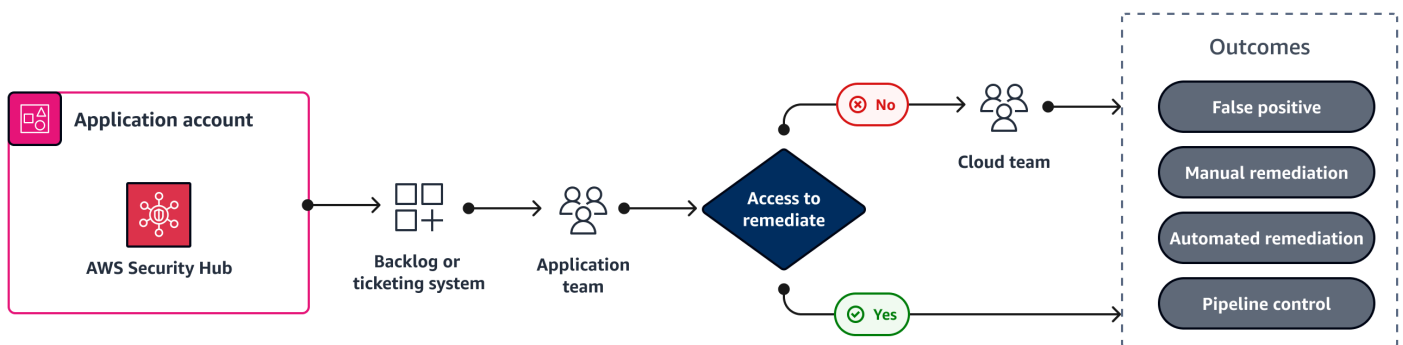 Application account
AWS Security Hub
Backlog or
ticketing system
Application
team
Access to
remediate
No
Cloud team
Yes
Outcomes
False positive
Manual remediation
Automated remediation
Pipeline control